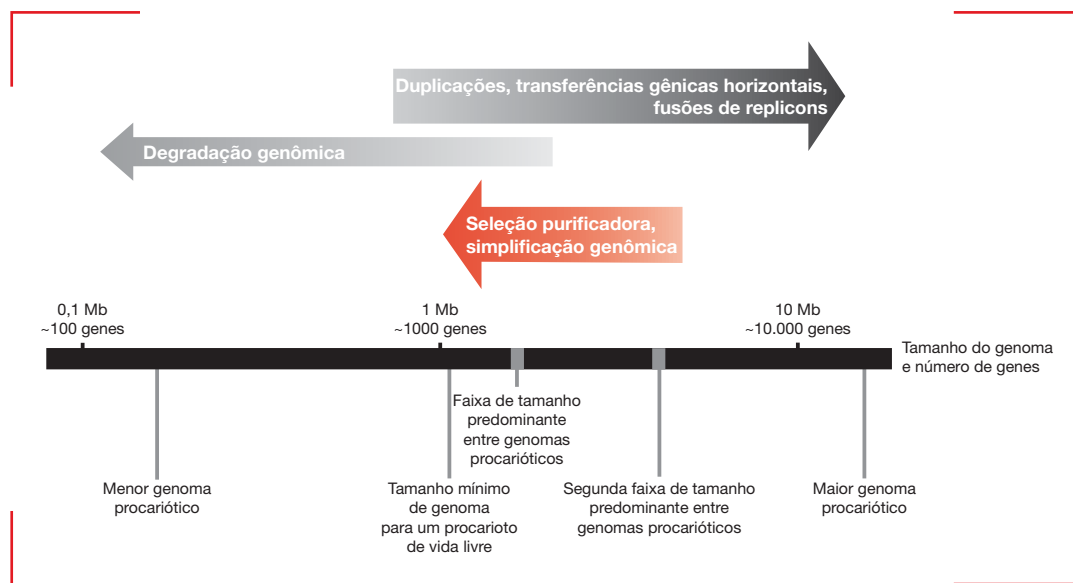 Duplicações, transferências gênicas horizontais,
fusões de replicons
Degradação genômica
Seleção purificadora,
simplificação genômica
0,1 Mb
~100 genes
1 Mb
~1000 genes
10 Mb
~10.000 genes
Tamanho do genoma
e número de genes
Faixa de tamanho
predominante
entre genomas
procarióticos
Menor genoma
procariótico
Tamanho mínimo
de genoma
para um procarioto
de vida livre
Segunda faixa de tamanho
predominante entre
genomas procarióticos
Maior genoma
procariótico